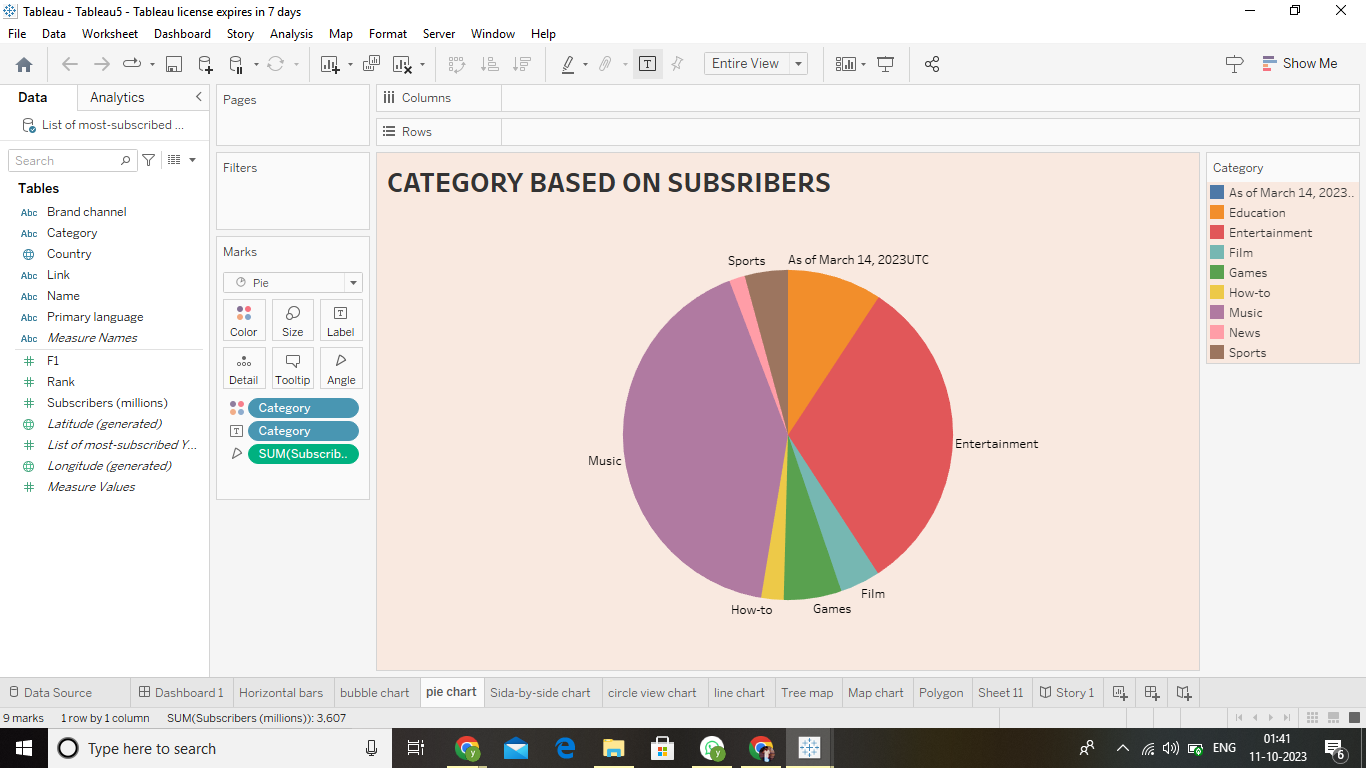 Tableau - Tableau5 - Tableau license expires in 7 days
File Data Worksheet Dashboard Story Analysis Map Format Server Window Help
Entire View
Show Me
Data Analytics
List of most-subscribed ...
Search
Tables
Abc Brand channel
Abc Category
Country
Abc Link
Abc Name
Abc Primary language
Abc Measure Names
F1
Rank
Subscribers (millions)
Latitude (generated)
List of most-subscribed Y...
Longitude (generated)
Measure Values
Pages
Filters
Marks
Pie
Color Size Label
Detail Tooltip Angle
Category
Category
SUM(Subscrib..
Columns
Rows
CATEGORY BASED ON SUBSRIBERS
Sports
As of March 14, 2023UTC
Entertainment
Music
Film
Games
How-to
Category
As of March 14, 2023..
Education
Entertainment
Film
Games
How-to
Music
News
Sports
Data Source Dashboard 1 Horizontal bars bubble chart pie chart Sida-by-side chart circle view chart line chart Tree map Map chart Polygon Sheet 11 Story 1
9 marks 1 row by 1 column SUM(Subscribers (millions)): 3,607
Type here to search
y
y
ENG
01:41
11-10-2023
6